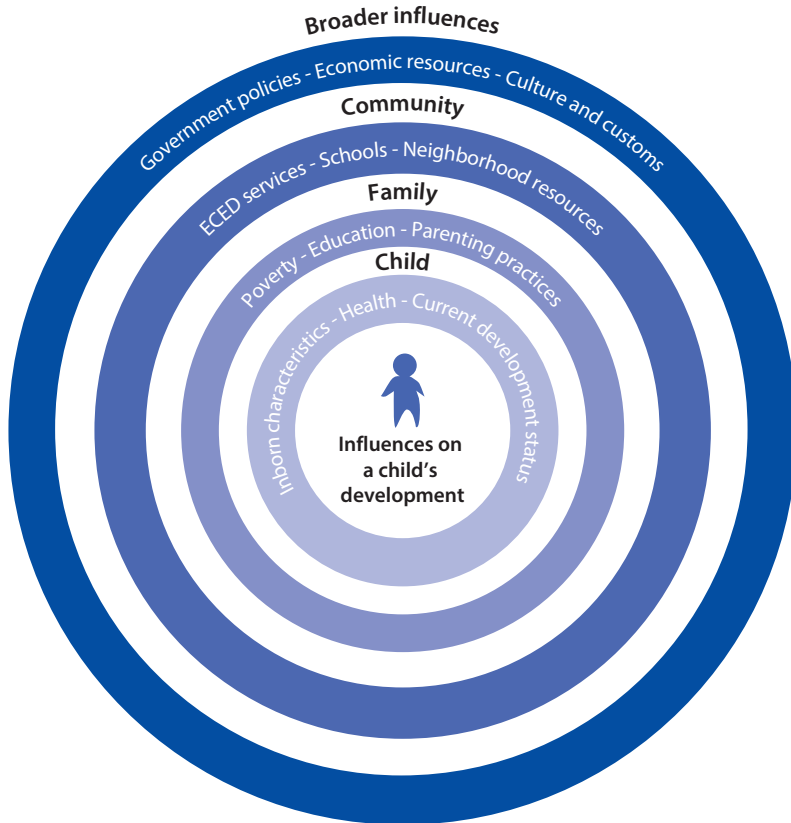 Broader influences
Government policies - Economic resources - Culture and customs
Community
ECED services - Schools - Neighborhood resources
Family
Poverty - Education - Parenting practices
Child
Inborn characteristics - Health - Current development status
Influences on
a child’s
development